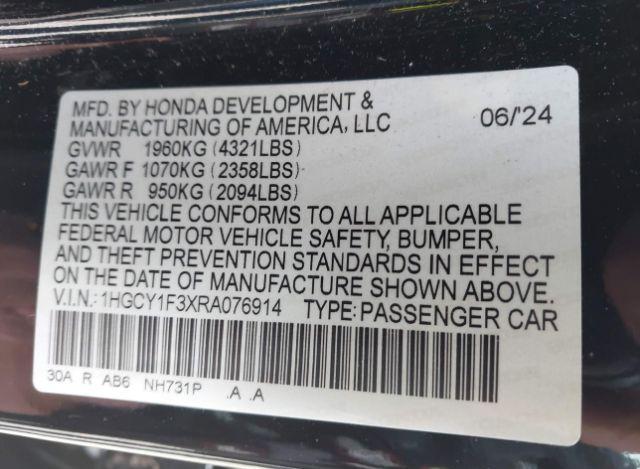 MFD. BY HONDA DEVELOPMENT &
MANUFACTURING OF AMERICA, LLC 06/'24
GVWR 1960KG (4321LBS)
GAWR F 1070KG (2358LBS)
GAWR R 950KG (2094LBS)
THIS VEHICLE CONFORMS TO ALL APPLICABLE
FEDERAL MOTOR VEHICLE SAFETY, BUMPER,
AND THEFT PREVENTION STANDARDS IN EFFECT
ON THE DATE OF MANUFACTURE SHOWN ABOVE.
V.I.N.: 1HGCY1F3XRA076914 TYPE: PASSENGER CAR
30A R AB6 NH731P .A .A